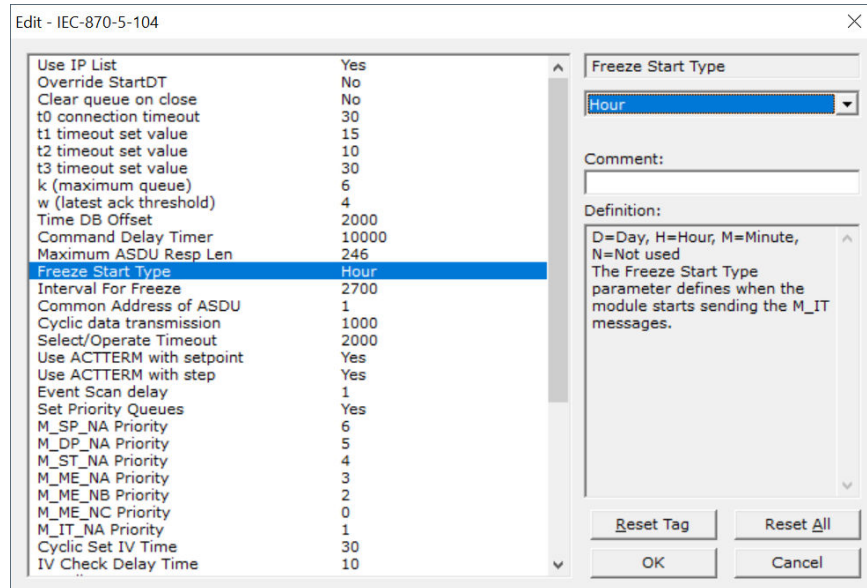 Edit - IEC-870-5-104
Use IP List Yes
Override StartDT No
Clear queue on close No
t0 connection timeout 30
t1 timeout set value 15
t2 timeout set value 10
t3 timeout set value 30
k (maximum queue) 6
w (latest ack threshold) 4
Time DB Offset 2000
Command Delay Timer 10000
Maximum ASDU Resp Len 246
Freeze Start Type Hour
Interval For Freeze 2700
Common Address of ASDU 1
Cyclic data transmission 1000
Select/Operate Timeout 2000
Use ACTTERM with setpoint Yes
Use ACTTERM with step Yes
Event Scan delay 1
Set Priority Queues Yes
M_SP_NA Priority 6
M_DP_NA Priority 5
M_ST_NA Priority 4
M_ME_NA Priority 3
M_ME_NB Priority 2
M_ME_NC Priority 0
M_IT_NA Priority 1
Cyclic Set IV Time 30
IV Check Delay Time 10
Freeze Start Type
Hour
Comment:
Definition:
D=Day, H=Hour, M=Minute,
N=Not used
The Freeze Start Type
parameter defines when the
module starts sending the M_IT
messages.
Reset Tag
Reset All
OK
Cancel